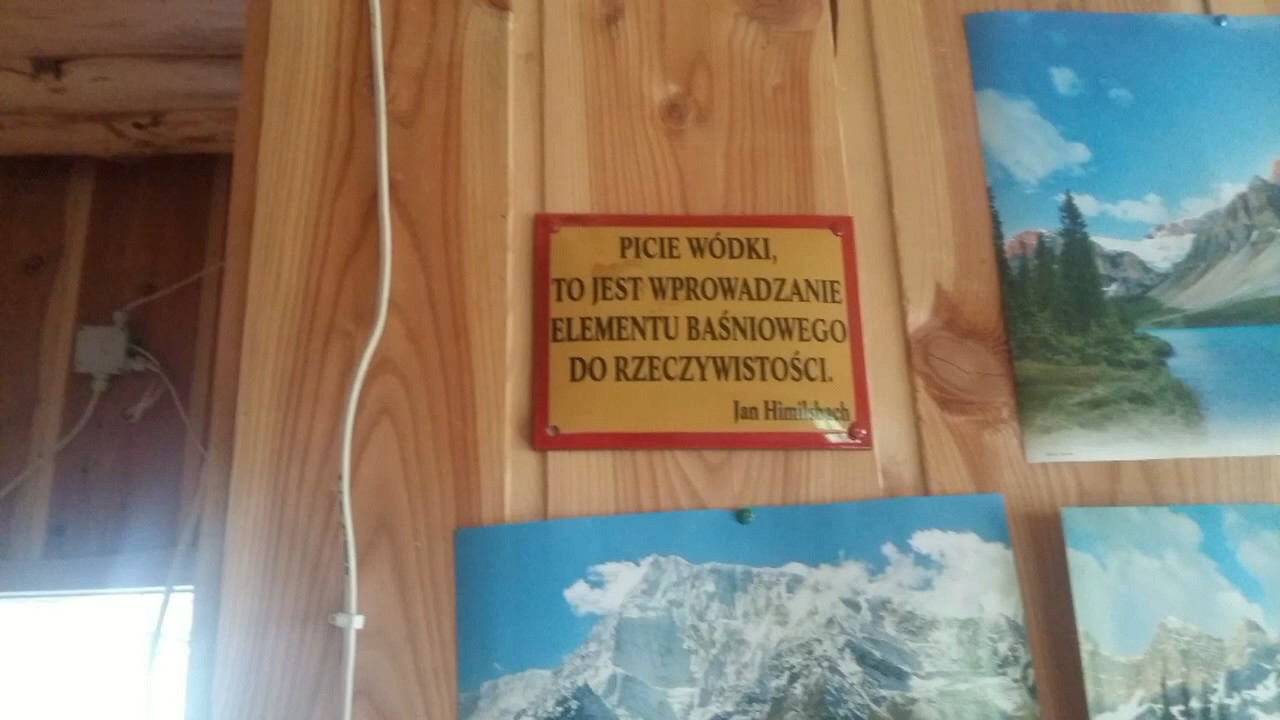 PICIE WÓDKI,
TO JEST WPROWADZANIE
ELEMENTU BAŚNIOWEGO
DO RZECZYWISTOŚCI.
Jan Himilsbach